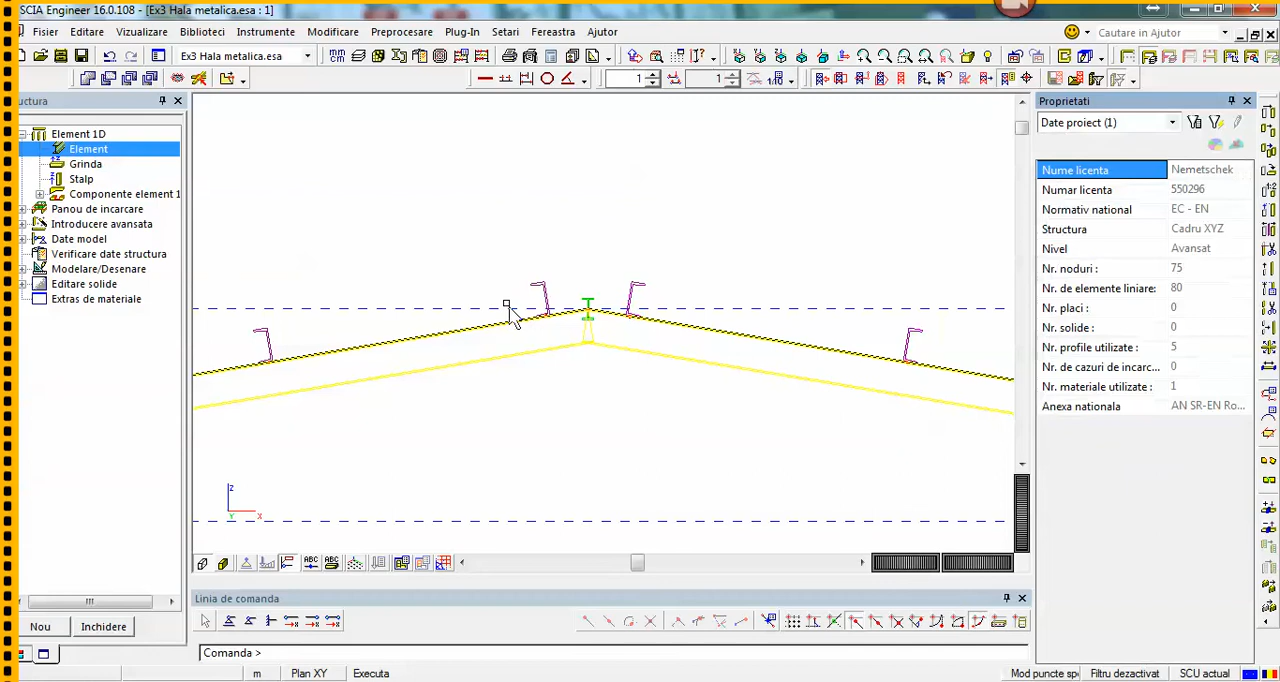 SCIA Engineer 16.0.108 - [Ex3 Hala metalica.esa : 1]
Fisier Editare Vizualizare Biblioteci Instrumente Modificare Preprocesare Plug-In Setari Fereastra Ajutor
Cautare in Ajutor
Ex3 Hala metalica.esa
1 1
uctura
Element 1D
Element
Grinda
Stalp
Componente element 1
Panou de incarcare
Introducere avansata
Date model
Verificare date structura
Modelare/Desenare
Editare solide
Extras de materiale
Nou Inchidere
Z
X
Y
ABC ABC
Proprietati
Date proiect (1)
Nume licenta Nemetschek
Numar licenta 550296
Normativ national EC - EN
Structura Cadru XYZ
Nivel Avansat
Nr. noduri : 75
Nr. de elemente liniare: 80
Nr. placi : 0
Nr. solide : 0
Nr. profile utilizate : 5
Nr. de cazuri de incarc... 0
Nr. materiale utilizate : 1
Anexa nationala AN SR-EN Ro...
Linia de comanda
Comanda >
m Plan XY Executa Mod puncte sp Filtru dezactivat SCU actual